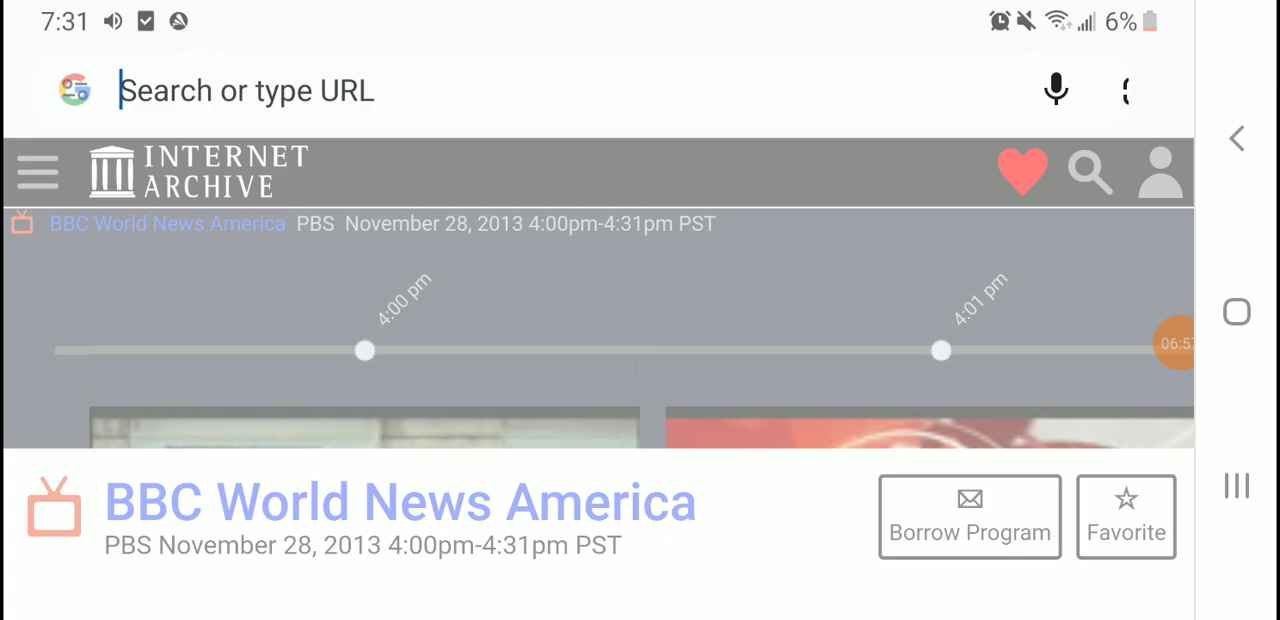 7:31
6%
Search or type URL
INTERNET
ARCHIVE
BBC World News America PBS November 28, 2013 4:00pm-4:31pm PST
4:00 pm
4:01 pm
06:57
BBC World News America
PBS November 28, 2013 4:00pm-4:31pm PST
Borrow Program
Favorite